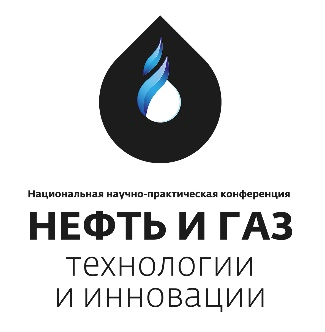 Национальная научно-практическая конференция
НЕФТЬ И ГАЗ
технологии
и инновации